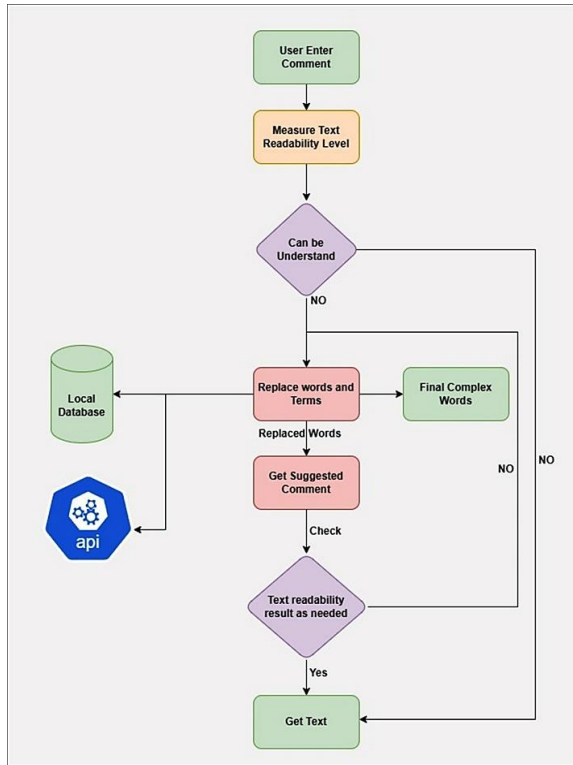 User Enter
Comment
Measure Text
Readability Level
Can be
Understand
NO
Local
Database
Replace words and
Terms
Final Complex
Words
Replaced Words
NO
NO
Get Suggested
Comment
api
Check
Text readability
result as needed
Yes
Get Text